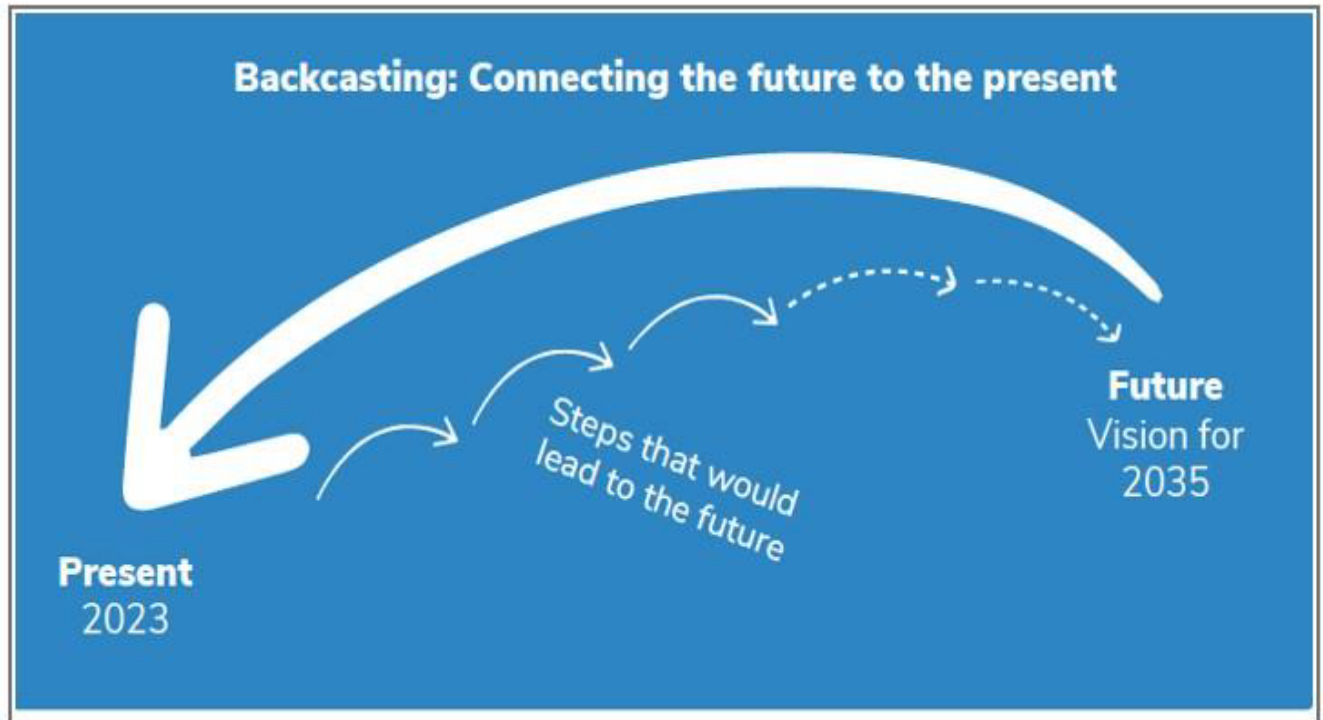 Backcasting: Connecting the future to the present
Steps that would
lead to the future
Future
Vision for
2035
Present
2023